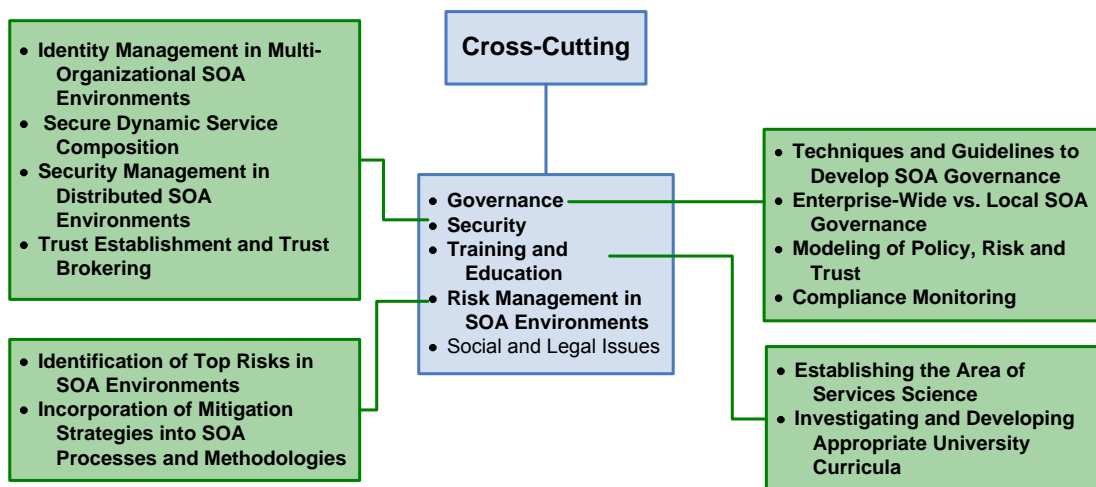 Cross-Cutting
• Identity Management in Multi-
Organizational SOA
Environments
• Secure Dynamic Service
Composition
• Security Management in
Distributed SOA
Environments
• Trust Establishment and Trust
Brokering
• Governance
• Security
• Training and
Education
• Risk Management in
SOA Environments
• Social and Legal Issues
• Techniques and Guidelines to
Develop SOA Governance
• Enterprise-Wide vs. Local SOA
Governance
• Modeling of Policy, Risk and
Trust
• Compliance Monitoring
• Identification of Top Risks in
SOA Environments
• Incorporation of Mitigation
Strategies into SOA
Processes and Methodologies
• Establishing the Area of
Services Science
• Investigating and Developing
Appropriate University
Curricula